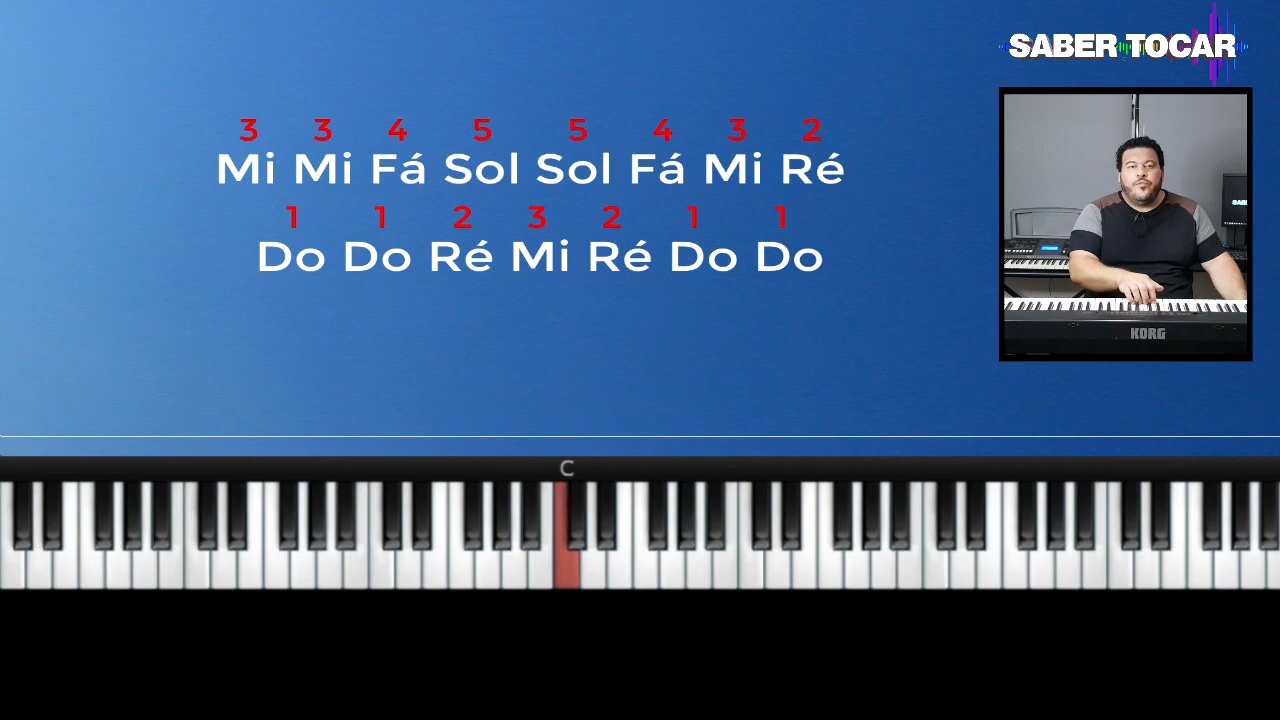 SABER TOCAR
3 3 4 5 5 4 3 2
Mi Mi Fá Sol Sol Fá Mi Ré
1 1 2 3 2 1 1
Do Do Ré Mi Ré Do Do
KORG
C